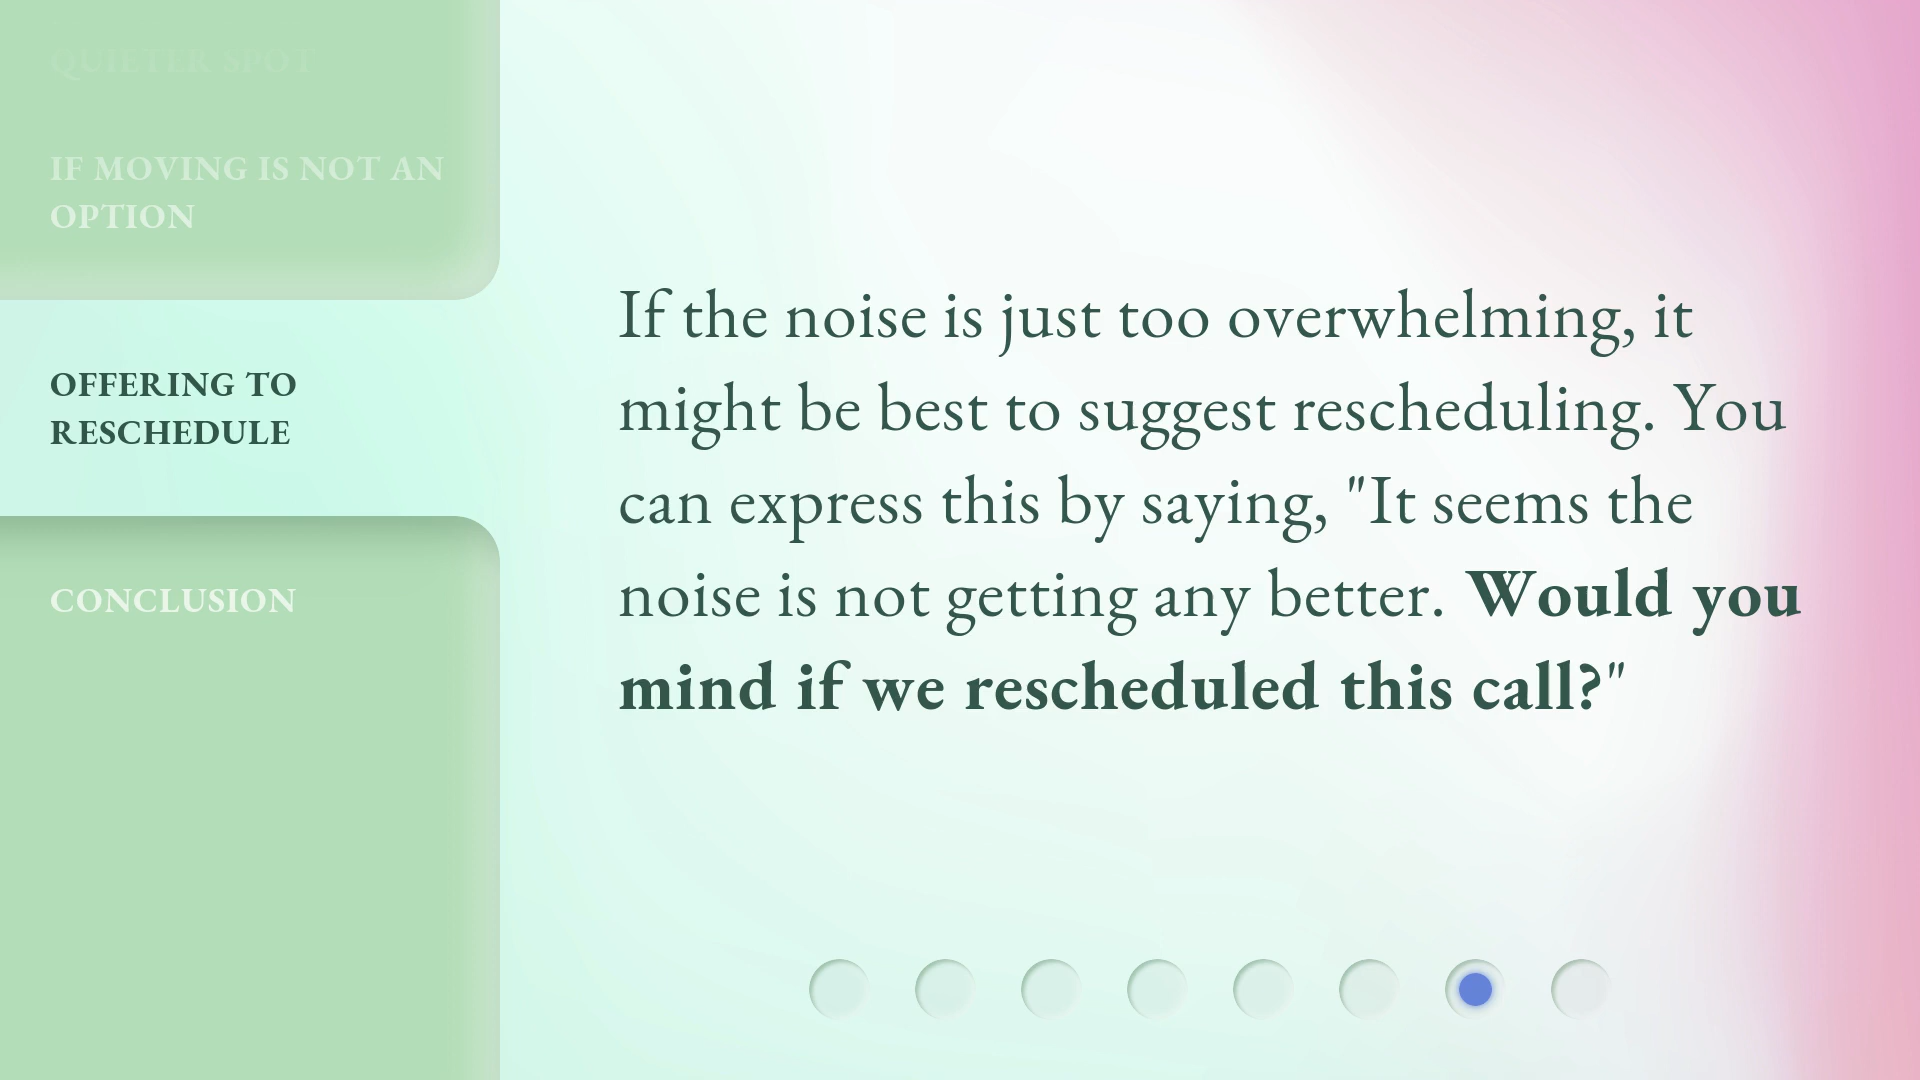 QUIETER SPOT
IF MOVING IS NOT AN
OPTION
OFFERING TO
RESCHEDULE
CONCLUSION
If the noise is just too overwhelming, it
might be best to suggest rescheduling. You
can express this by saying, "It seems the
noise is not getting any better. Would you
mind if we rescheduled this call?"